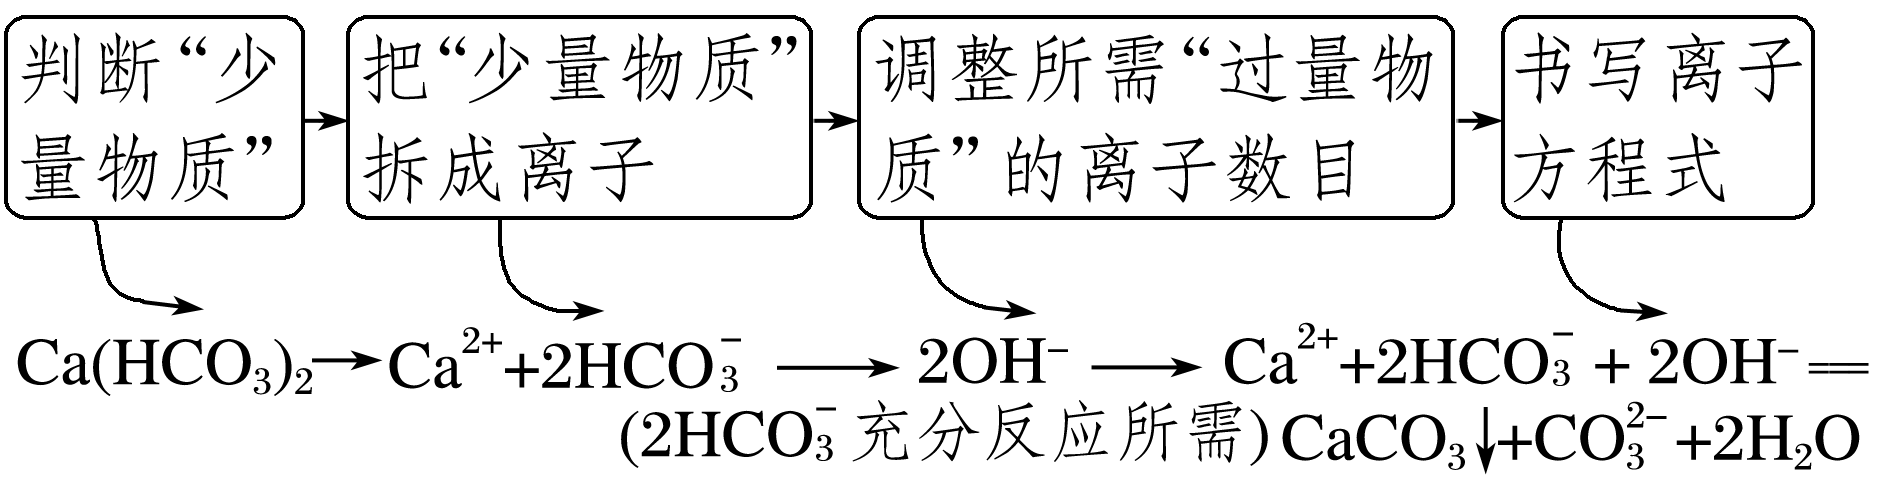 判断“少量物质”
把“少量物质”拆成离子
调整所需“过量物质”的离子数目
书写离子方程式
Ca(HCO₃)₂→Ca²⁺+2HCO₃⁻→2OH⁻→Ca²⁺+2HCO₃⁻+2OH⁻==
(2HCO₃⁻充分反应所需)CaCO₃↓+CO₃²⁻+2H₂O